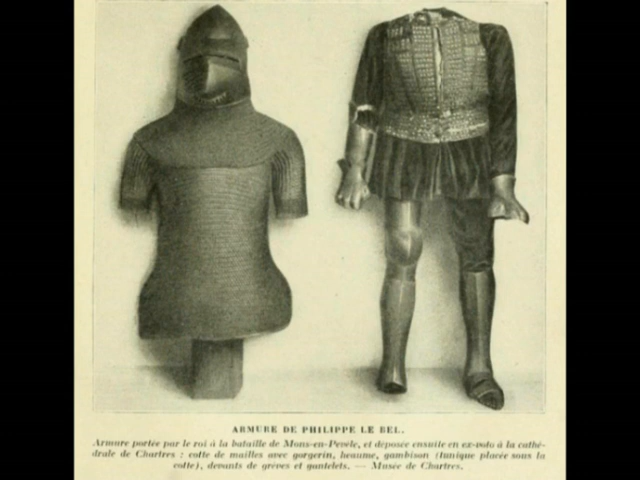 ARMURE DE PHILIPPE LE BEL.
Armure portée par le roi à la bataille de Mons-en-Pevèle, et déposée ensuite en ex-voto à la cathé-
drale de Chartres : cotte de mailles avec gorgerin, heaume, gambison (tunique placée sous la
cotte), devants de grèves et gantelets. — Musée de Chartres.